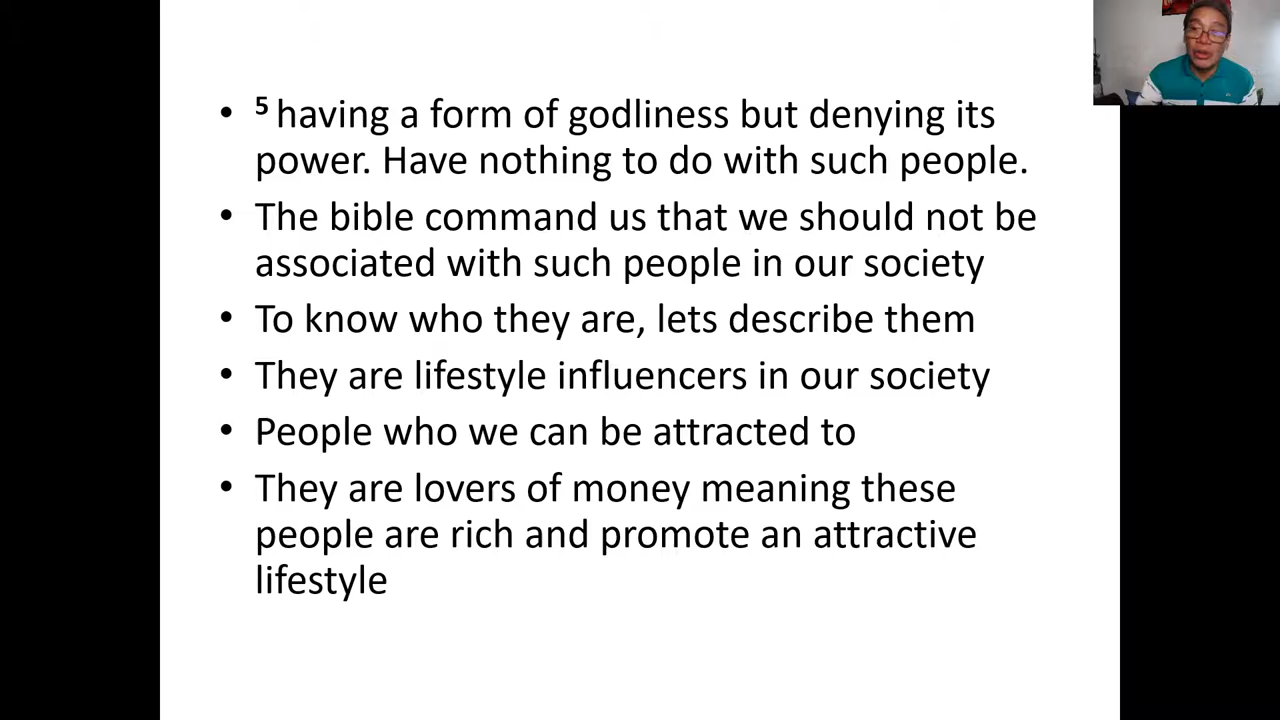 • ⁵ having a form of godliness but denying its
power. Have nothing to do with such people.
• The bible command us that we should not be
associated with such people in our society
• To know who they are, lets describe them
• They are lifestyle influencers in our society
• People who we can be attracted to
• They are lovers of money meaning these
people are rich and promote an attractive
lifestyle